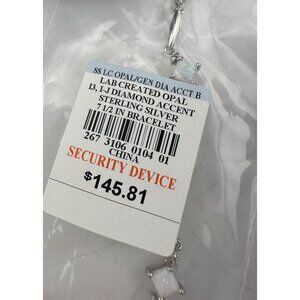 SS LC OPAL/GEN DIA ACCT B
LAB CREATED OPAL
I3, I-J DIAMOND ACCENT
STERLING SILVER
7 1/2 IN BRACELET
267 3106 0104 01
CHINA
SECURITY DEVICE
$145.81